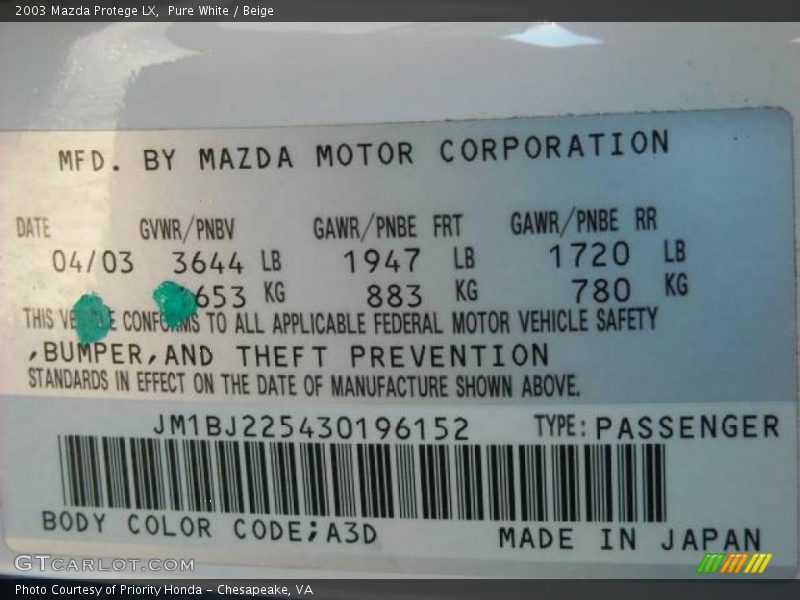 2003 Mazda Protege LX,  Pure White / Beige
MFD. BY MAZDA MOTOR CORPORATION
DATE GVWR/PNBV GAWR/PNBE FRT GAWR/PNBE RR
04/03 3644 LB 1947 LB 1720 LB
653 KG 883 KG 780 KG
THIS CONFORMS TO ALL APPLICABLE FEDERAL MOTOR VEHICLE SAFETY
,BUMPER,AND THEFT PREVENTION
STANDARDS IN EFFECT ON THE DATE OF MANUFACTURE SHOWN ABOVE.
JM1BJ225430196152 TYPE: PASSENGER
BODY COLOR CODE;A3D MADE IN JAPAN
GTCARLOT.COM
Photo Courtesy of Priority Honda - Chesapeake, VA